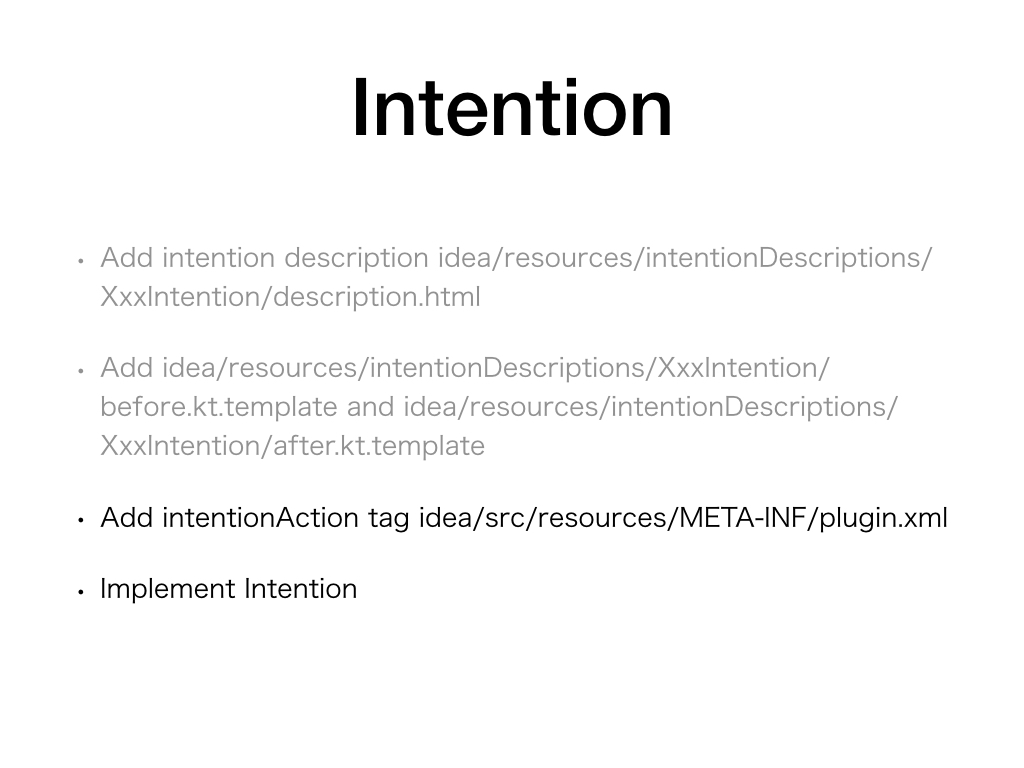 Intention
• Add intention description idea/resources/intentionDescriptions/
XxxIntention/description.html
• Add idea/resources/intentionDescriptions/XxxIntention/
before.kt.template and idea/resources/intentionDescriptions/
XxxIntention/after.kt.template
• Add intentionAction tag idea/src/resources/META-INF/plugin.xml
• Implement Intention